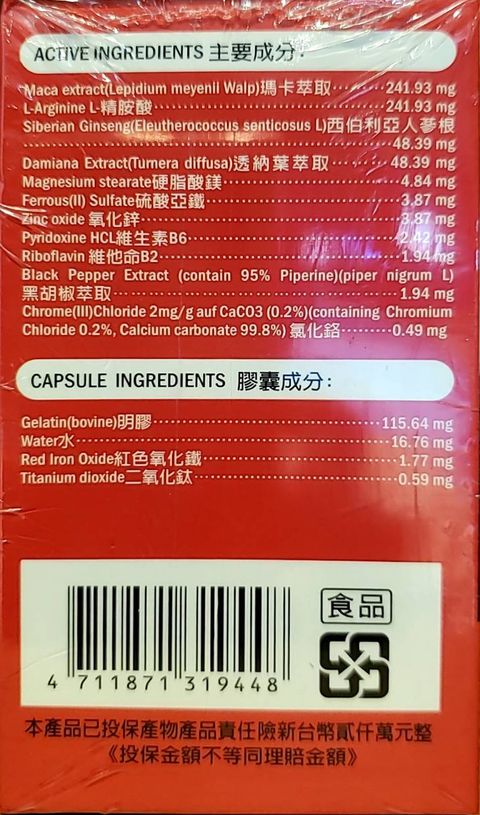 ACTIVE INGREDIENTS 主要成分:
Maca extract(Lepidium meyenii Walp)瑪卡萃取·······241.93 mg
L-Arginine L-精胺酸·······241.93 mg
Siberian Ginseng(Eleutherococcus senticosus L)西伯利亞人蔘根
·······48.39 mg
Damiana Extract(Turnera diffusa)透納葉萃取·······48.39 mg
Magnesium stearate硬脂酸鎂·······4.84 mg
Ferrous(II) Sulfate硫酸亞鐵·······3.87 mg
Zinc oxide 氧化鋅·······3.87 mg
Pyridoxine HCL維生素B6·······2.42 mg
Riboflavin 維他命B2·······1.94 mg
Black Pepper Extract (contain 95% Piperine)(piper nigrum L)
黑胡椒萃取·······1.94 mg
Chrome(III)Chloride 2mg/g auf CaCO3 (0.2%)(containing Chromium
Chloride 0.2%, Calcium carbonate 99.8%) 氯化鉻·······0.49 mg
CAPSULE INGREDIENTS 膠囊成分:
Gelatin(bovine)明膠·······115.64 mg
Water水·······16.76 mg
Red Iron Oxide紅色氧化鐵·······1.77 mg
Titanium dioxide二氧化鈦·······0.59 mg
食品
4 711871 319448
本產品已投保產物產品責任險新台幣貳仟萬元整
《投保金額不等同理賠金額》